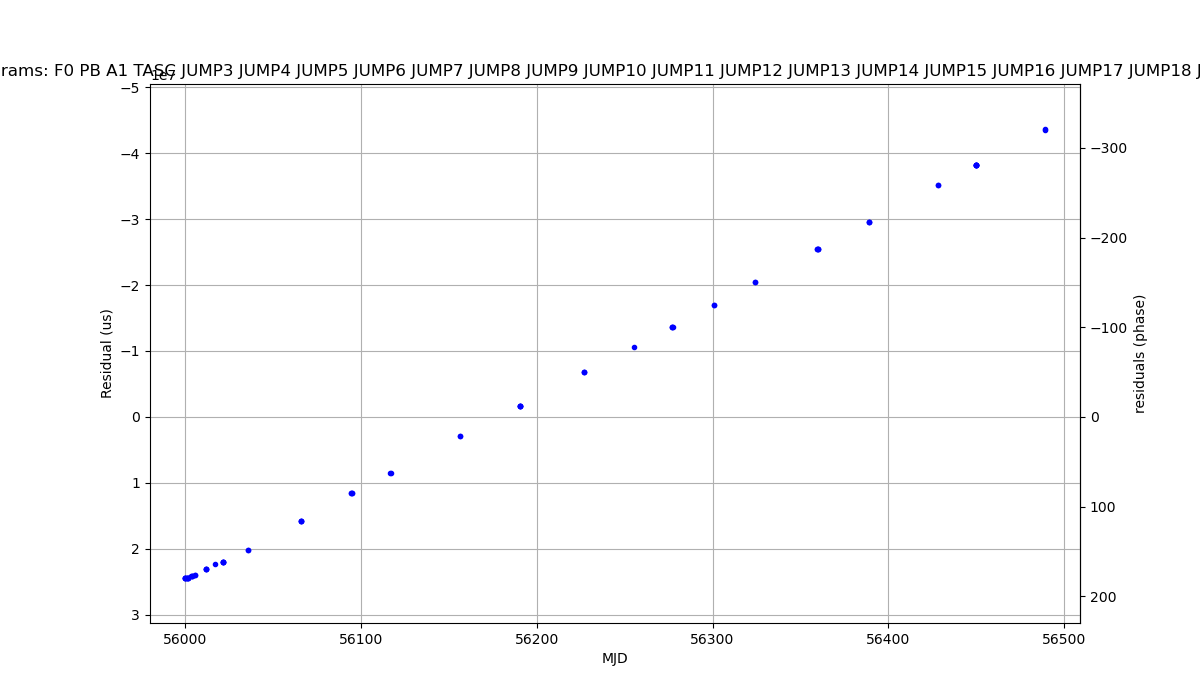 rams: F0 PB A1 TASC JUMP3 JUMP4 JUMP5 JUMP6 JUMP7 JUMP8 JUMP9 JUMP10 JUMP11 JUMP12 JUMP13 JUMP14 JUMP15 JUMP16 JUMP17 JUMP18 J
1e7
−5
−4
−3
−2
−1
0
1
2
3
Residual (us)
−300
−200
−100
0
100
200
residuals (phase)
56000 56100 56200 56300 56400 56500
MJD